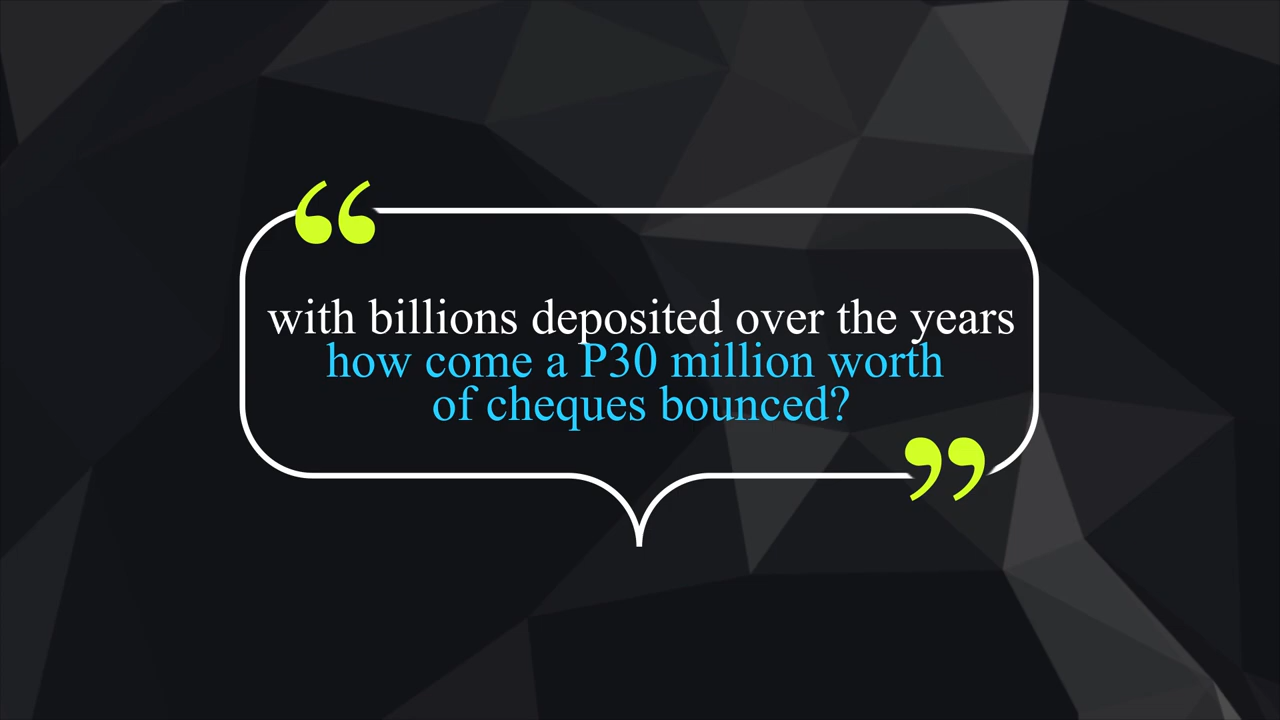 “
with billions deposited over the years
how come a P30 million worth
of cheques bounced?
”